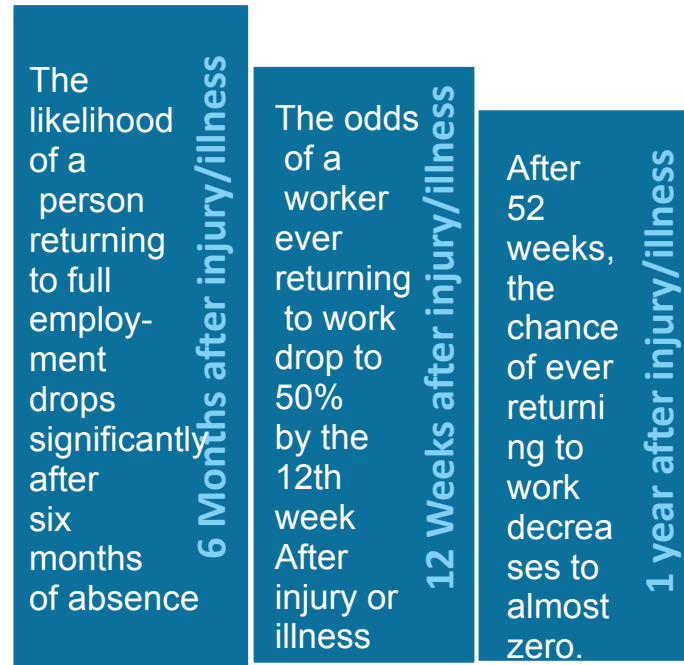 The
likelihood
of a
person
returning
to full
employ-
ment
drops
significantly
after
six
months
of absence
6 Months after injury/illness
The odds
of a
worker
ever
returning
to work
drop to
50%
by the
12th
week
After
injury or
illness
12 Weeks after injury/illness
After
52
weeks,
the
chance
of ever
returni
ng to
work
decrea
ses to
almost
zero.
1 year after injury/illness